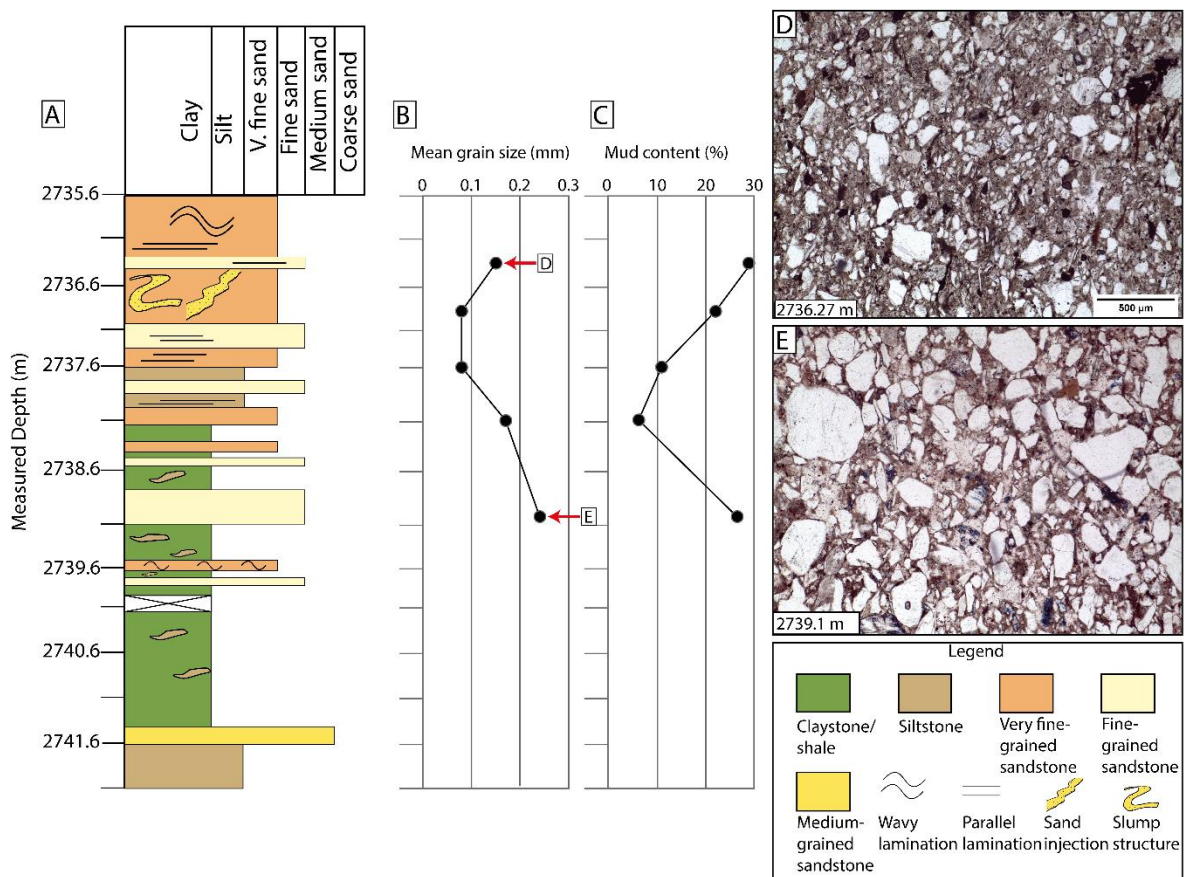 A
Clay
Silt
V. fine sand
Fine sand
Medium sand
Coarse sand
Measured Depth (m)
2735.6
2736.6
2737.6
2738.6
2739.6
2740.6
2741.6
B
Mean grain size (mm)
0 0.1 0.2 0.3
D
E
C
Mud content (%)
0 10 20 30
D
2736.27 m
500 µm
E
2739.1 m
Legend
Claystone/
shale
Siltstone
Very fine-
grained
sandstone
Fine-
grained
sandstone
Medium-
grained
sandstone
Wavy
lamination
Parallel
lamination
Sand
injection
Slump
structure